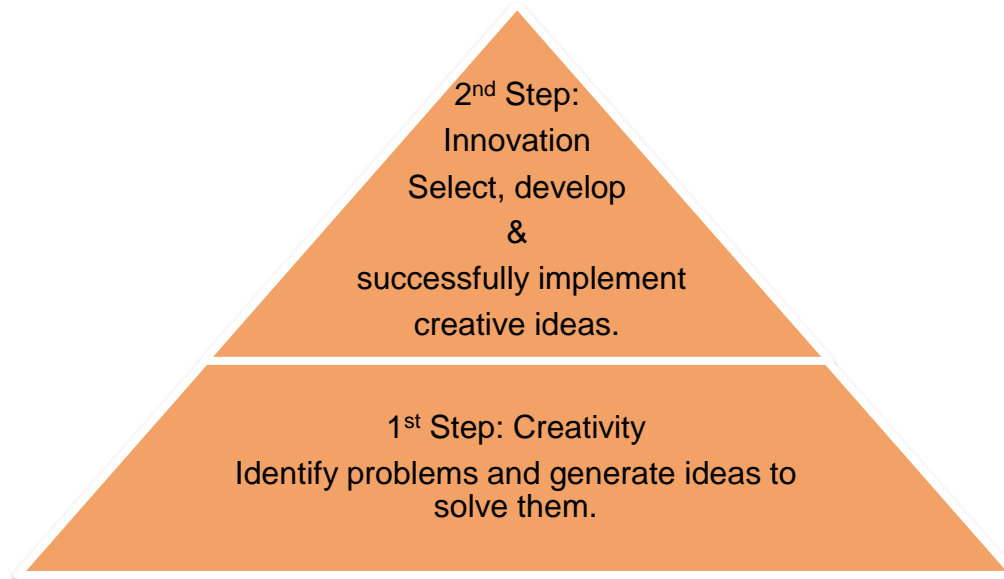 2nd Step:
Innovation
Select, develop
&
successfully implement
creative ideas.
1st Step: Creativity
Identify problems and generate ideas to
solve them.